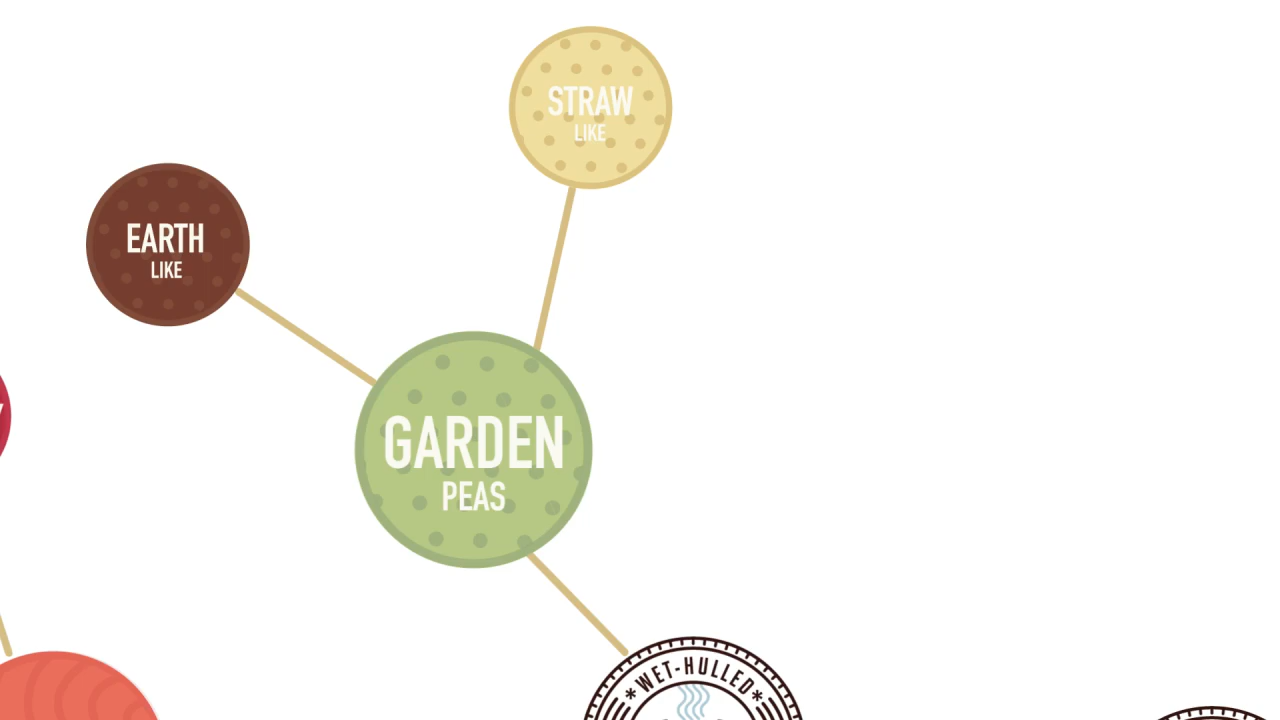 STRAW
LIKE
EARTH
LIKE
GARDEN
PEAS
*WET-HULLED*